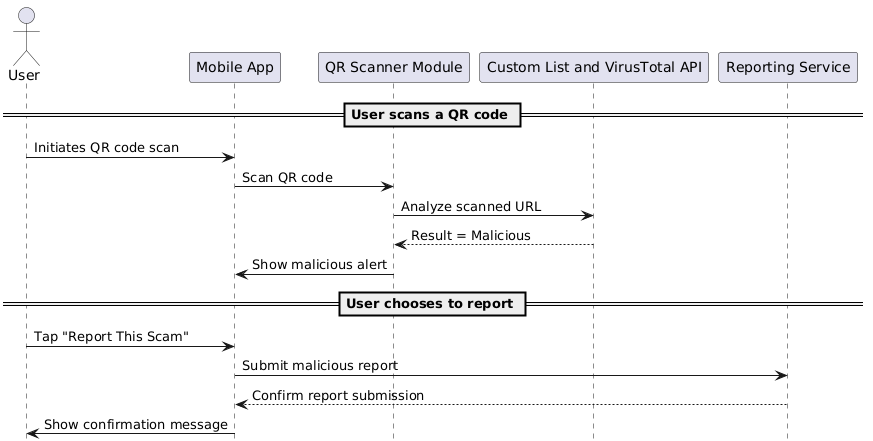 User
Mobile App
QR Scanner Module
Custom List and VirusTotal API
Reporting Service
User scans a QR code
Initiates QR code scan
Scan QR code
Analyze scanned URL
Result = Malicious
Show malicious alert
User chooses to report
Tap "Report This Scam"
Submit malicious report
Confirm report submission
Show confirmation message